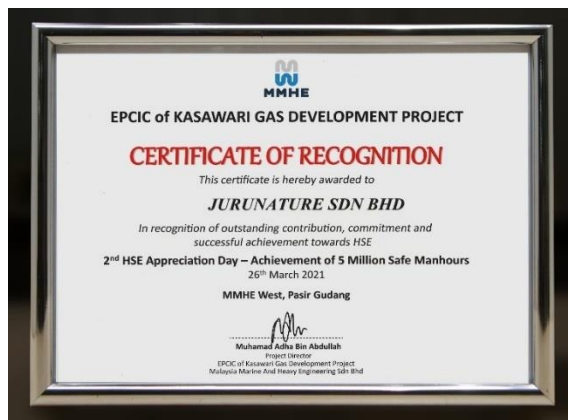 MMHE
EPCIC of KASAWARI GAS DEVELOPMENT PROJECT
CERTIFICATE OF RECOGNITION
This certificate is hereby awarded to
JURUNATURE SDN BHD
In recognition of outstanding contribution, commitment and
successful achievement towards HSE
2nd HSE Appreciation Day – Achievement of 5 Million Safe Manhours
26th March 2021
MMHE West, Pasir Gudang
Muhamad Adha Bin Abdullah
Project Director
EPCIC of Kasawari Gas Development Project
Malaysia Marine And Heavy Engineering Sdn Bhd